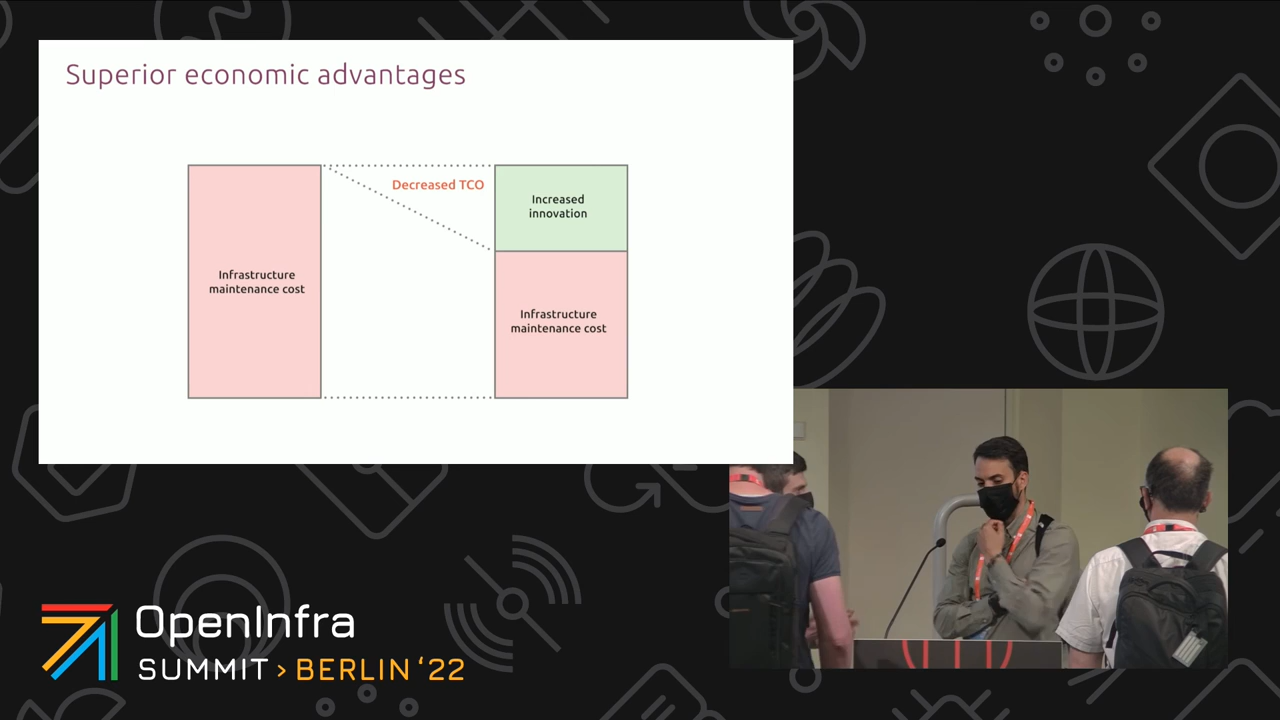 Superior economic advantages
Decreased TCO
Increased
innovation
Infrastructure
maintenance cost
Infrastructure
maintenance cost
OpenInfra
SUMMIT > BERLIN ‘22